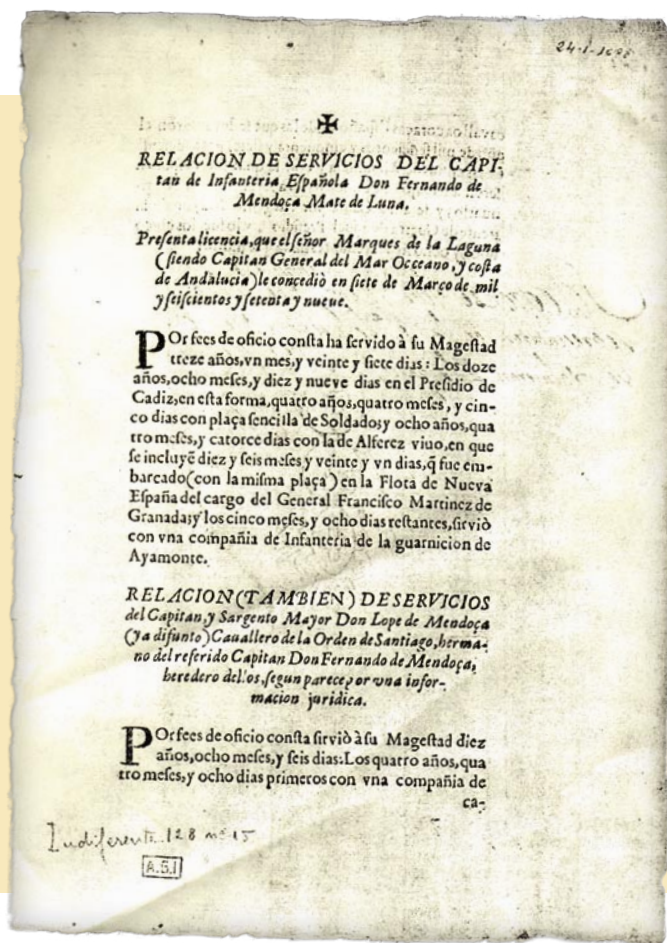 24-1-16
✠
RELACION DE SERVICIOS DEL CAPI-
tan de Infanteria Eſpañola Don Fernando de
Mendoça Mate de Luna.
Preſenta licencia, que el ſeñor Marques de la Laguna
(ſiendo Capitan General del Mar Occeano, y coſta
de Andalucia) le concediò en ſiete de Março de mil
y ſeiſcientos y ſetenta y nueve.
POr fees de oficio conſta ha ſervido à ſu Mageſtad
treze años, vn mes, y veinte y ſiete dias: Los doze
años, ocho meſes, y diez y nueve dias en el Preſidio de
Cadiz, en eſta forma, quatro años, quatro meſes, y cin-
co dias con plaça ſencilla de Soldados; y ocho años, qua
tro meſes, y catorce dias con la de Alferez viuo, en que
ſe incluyẽ diez y ſeis meſes, y veinte y vn dias, q̃ fue em-
barcado (con la miſma plaça) en la Flota de Nueva
Eſpaña del cargo del General Franciſco Martinez de
Granada; y los cinco meſes, y ocho dias reſtantes, ſirviò
con vna compañia de Infanteria de la guarnicion de
Ayamonte.
RELACION (TAMBIEN) DE SERVICIOS
del Capitan, y Sargento Mayor Don Lope de Mendoça
(ya difunto) Cauallero de la Orden de Santiago, herma-
no del referido Capitan Don Fernando de Mendoça,
heredero dellos, ſegun parece por vna infor-
macion juridica.
POr fees de oficio conſta ſirviò à ſu Mageſtad diez
años, ocho meſes, y ſeis dias: Los quatro años, qua
tro meſes, y ocho dias primeros con vna compañia de
ca-
Indiferente 128 nº 15
A.G.I